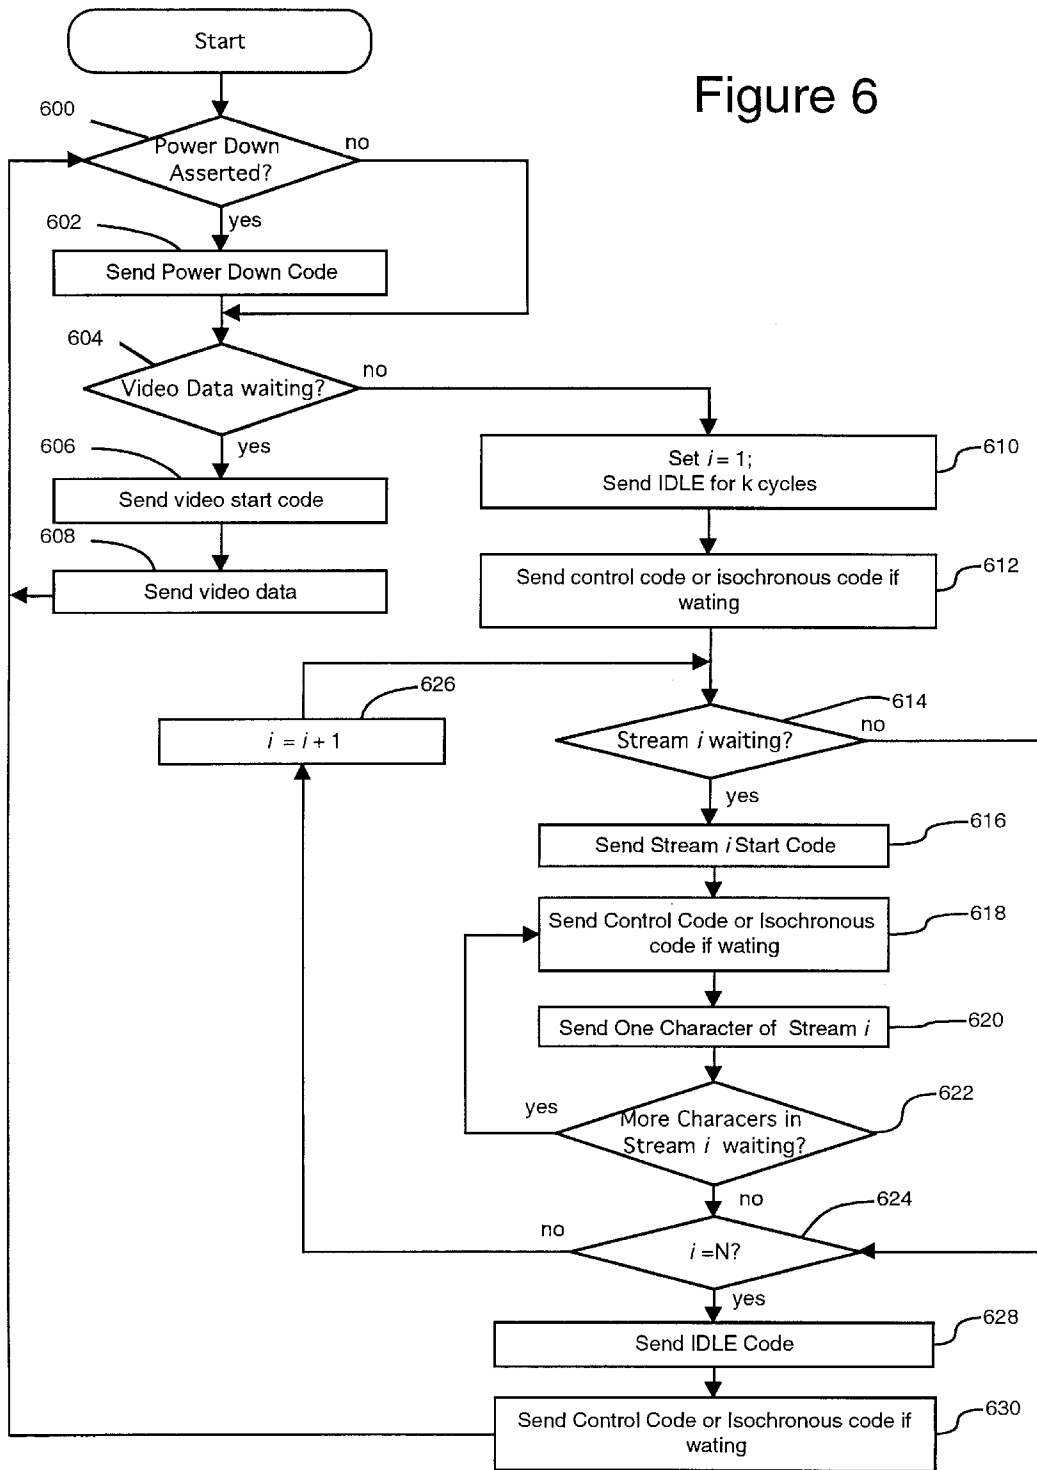 Start
Figure 6
600
Power Down
Asserted?
no
yes
602
Send Power Down Code
604
Video Data waiting?
no
yes
606
Send video start code
608
Send video data
Set i = 1;
Send IDLE for k cycles
610
Send control code or isochronous code if
wating
612
626
i = i + 1
614
Stream i waiting?
no
yes
616
Send Stream i Start Code
Send Control Code or Isochronous
code if wating
618
Send One Character of Stream i
620
622
yes
More Characers in
Stream i waiting?
no
624
no
i =N?
yes
628
Send IDLE Code
Send Control Code or Isochronous code if
wating
630